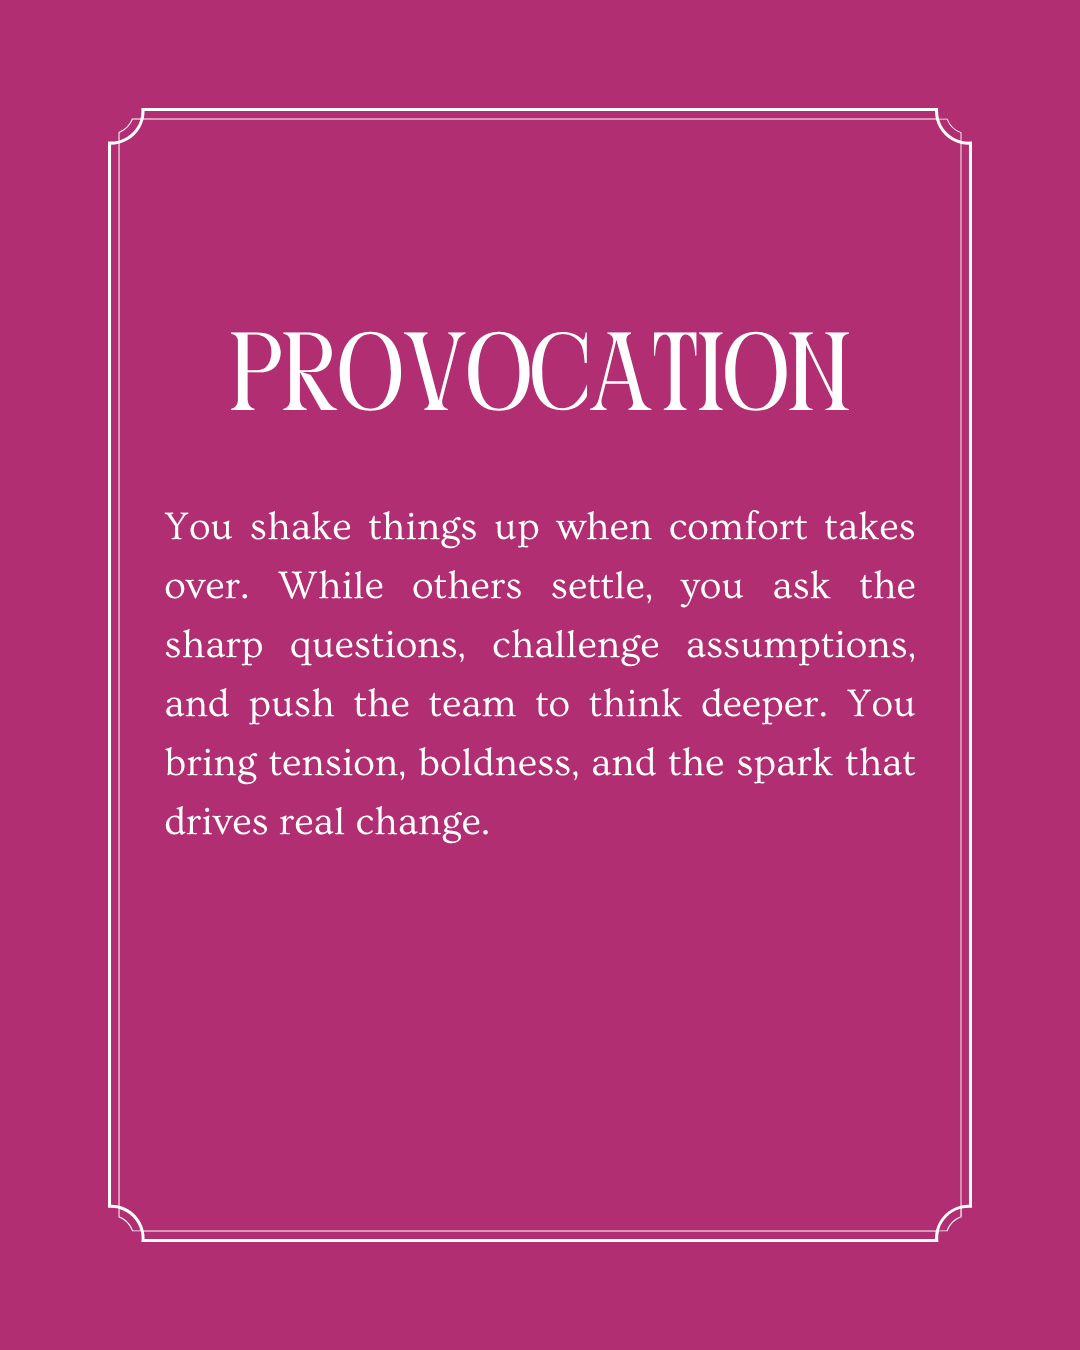 PROVOCATION
You shake things up when comfort takes
over. While others settle, you ask the
sharp questions, challenge assumptions,
and push the team to think deeper. You
bring tension, boldness, and the spark that
drives real change.